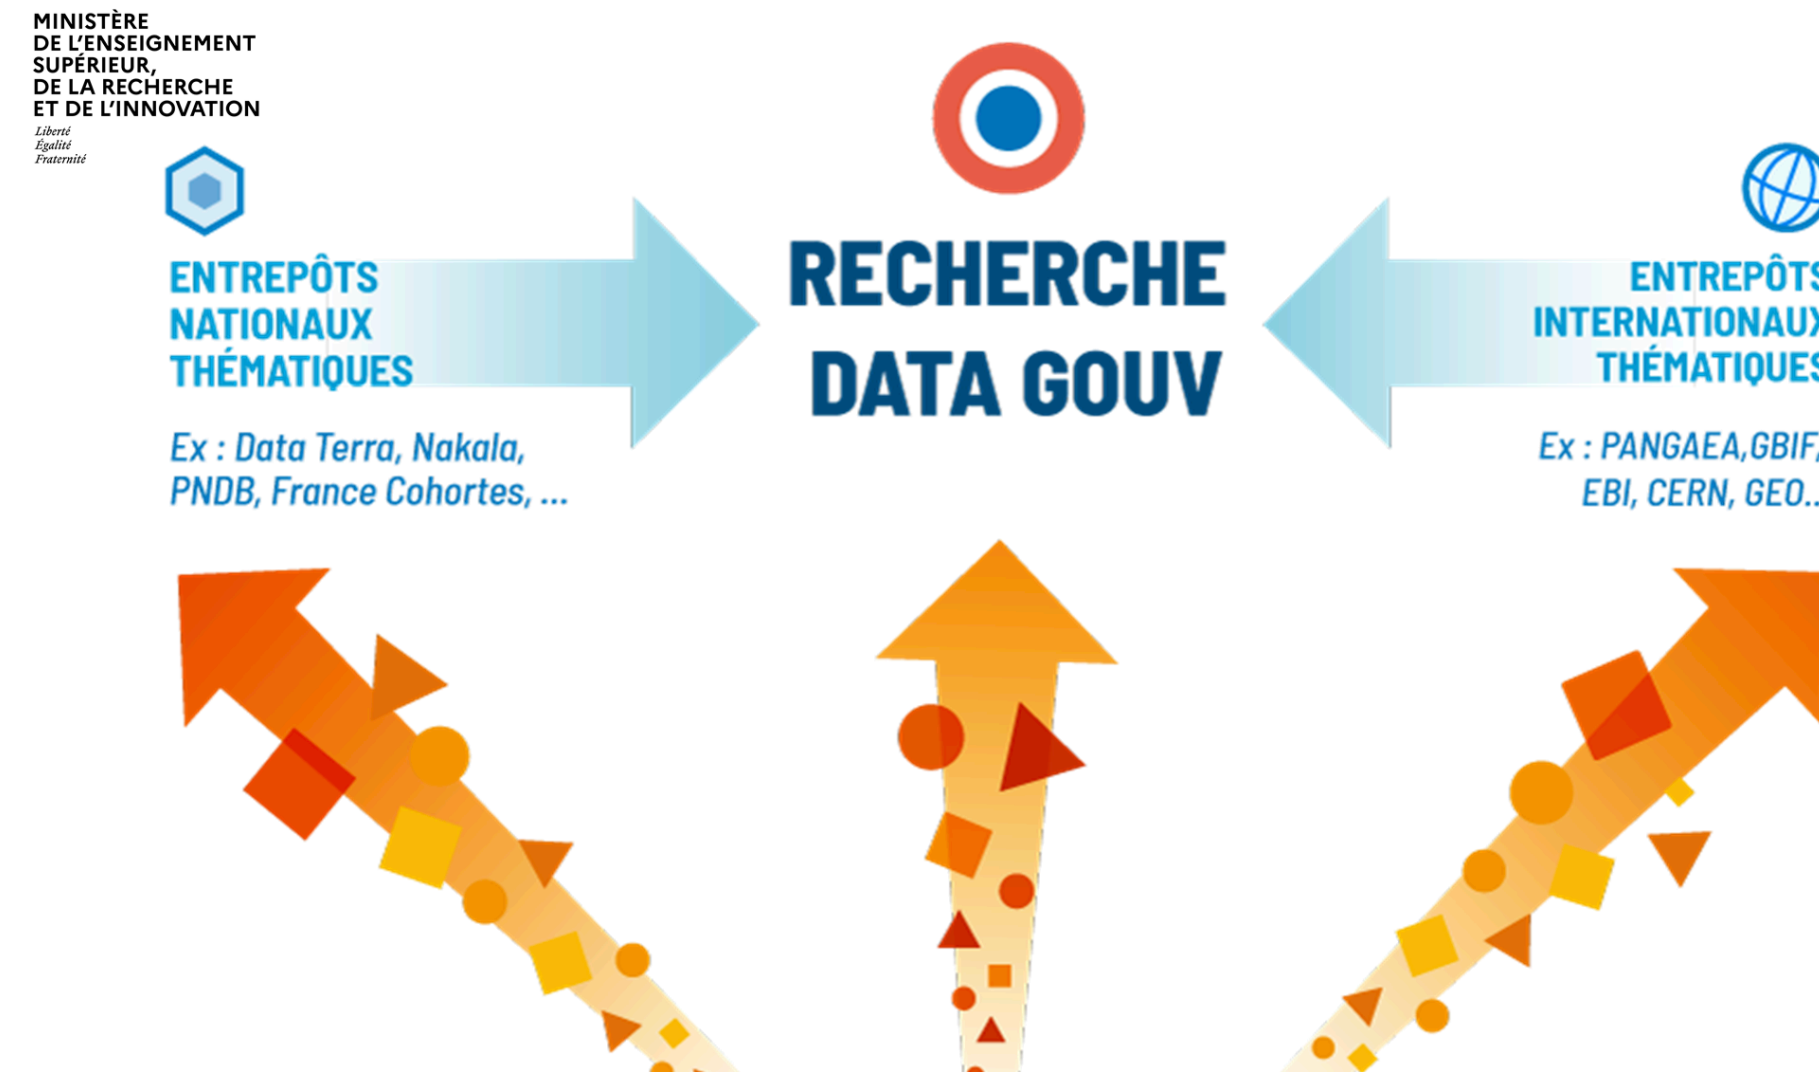 MINISTÈRE
DE L'ENSEIGNEMENT
SUPÉRIEUR,
DE LA RECHERCHE
ET DE L'INNOVATION
Liberté
Égalité
Fraternité
ENTREPÔTS
NATIONAUX
THÉMATIQUES
Ex : Data Terra, Nakala,
PNDB, France Cohortes, ...
RECHERCHE
DATA GOUV
ENTREPÔTS
INTERNATIONAUX
THÉMATIQUES
Ex : PANGAEA,GBIF,
EBI, CERN, GEO..